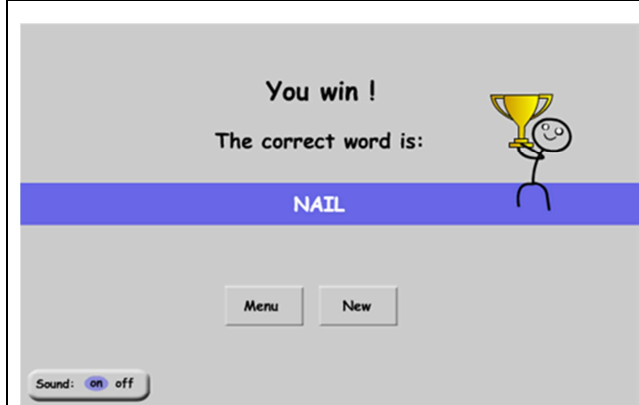 You win !
The correct word is:
NAIL
Menu New
Sound: on off